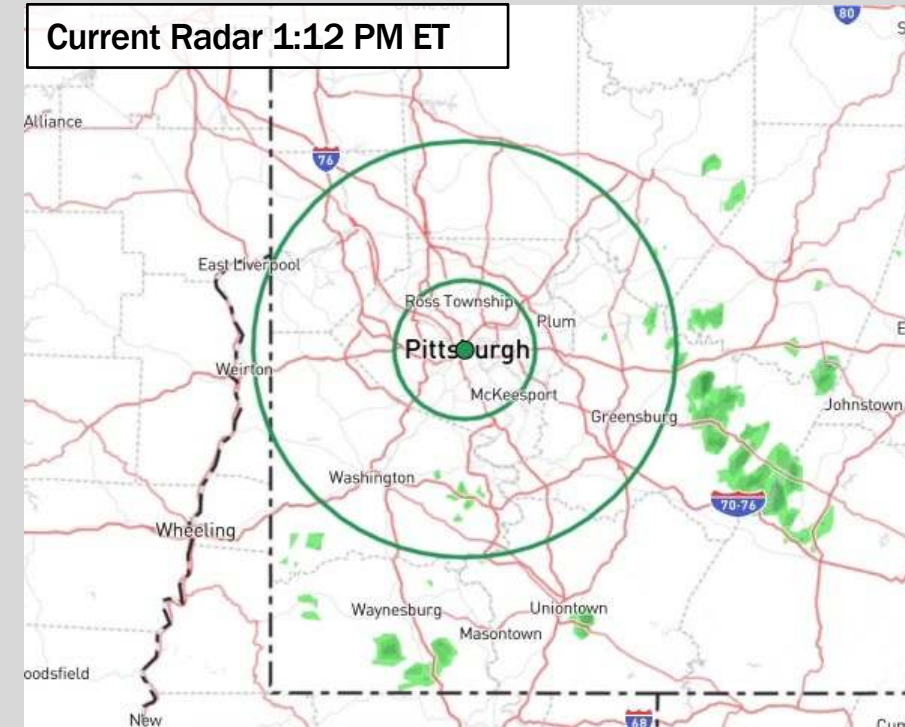 Current Radar 1:12 PM ET
80
Alliance
76
East Liverpool
Ross Township
Plum
Pittsburgh
Weirton
McKeesport
Johnstown
Greensburg
Washington
70-76
Wheeling
Waynesburg
Uniontown
Masontown
oodsfield
New
68
Cum